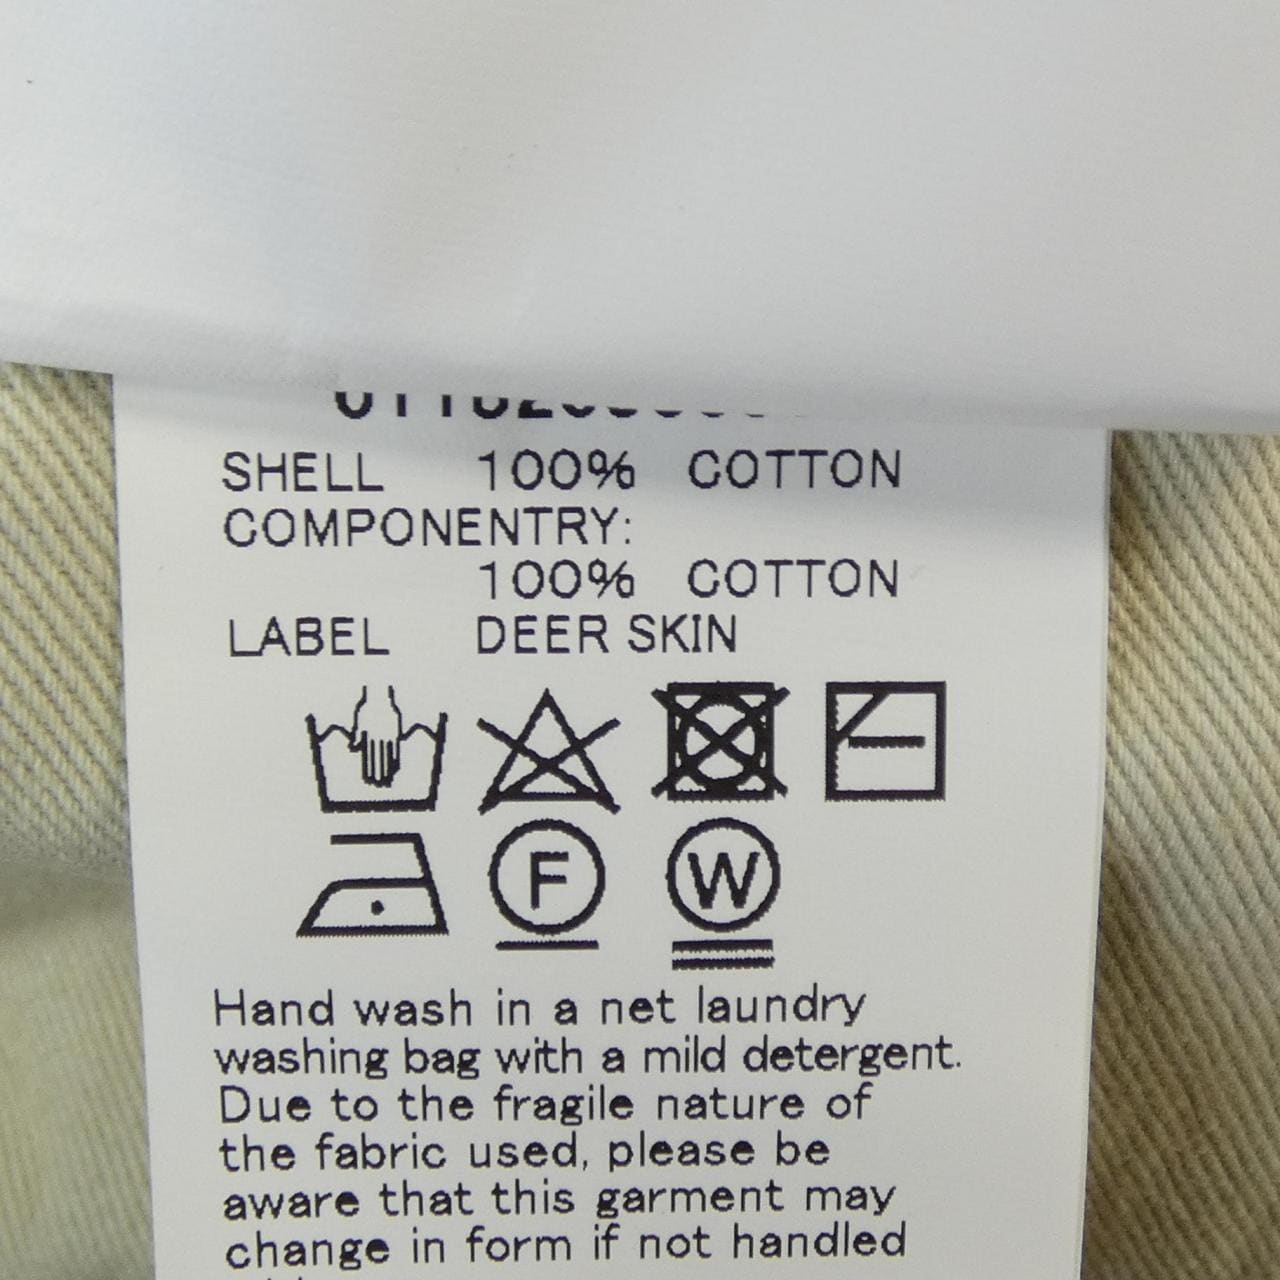 SHELL 100% COTTON
COMPONENTRY:
100% COTTON
LABEL DEER SKIN
F W
Hand wash in a net laundry
washing bag with a mild detergent.
Due to the fragile nature of
the fabric used, please be
aware that this garment may
change in form if not handled